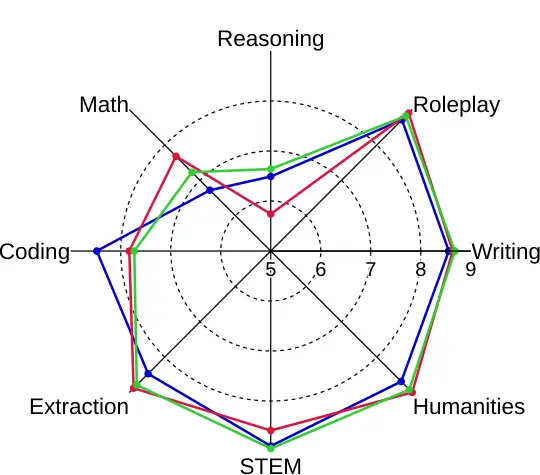 Reasoning
Math
Roleplay
Coding
Writing
5 6 7 8 9
Extraction
Humanities
STEM